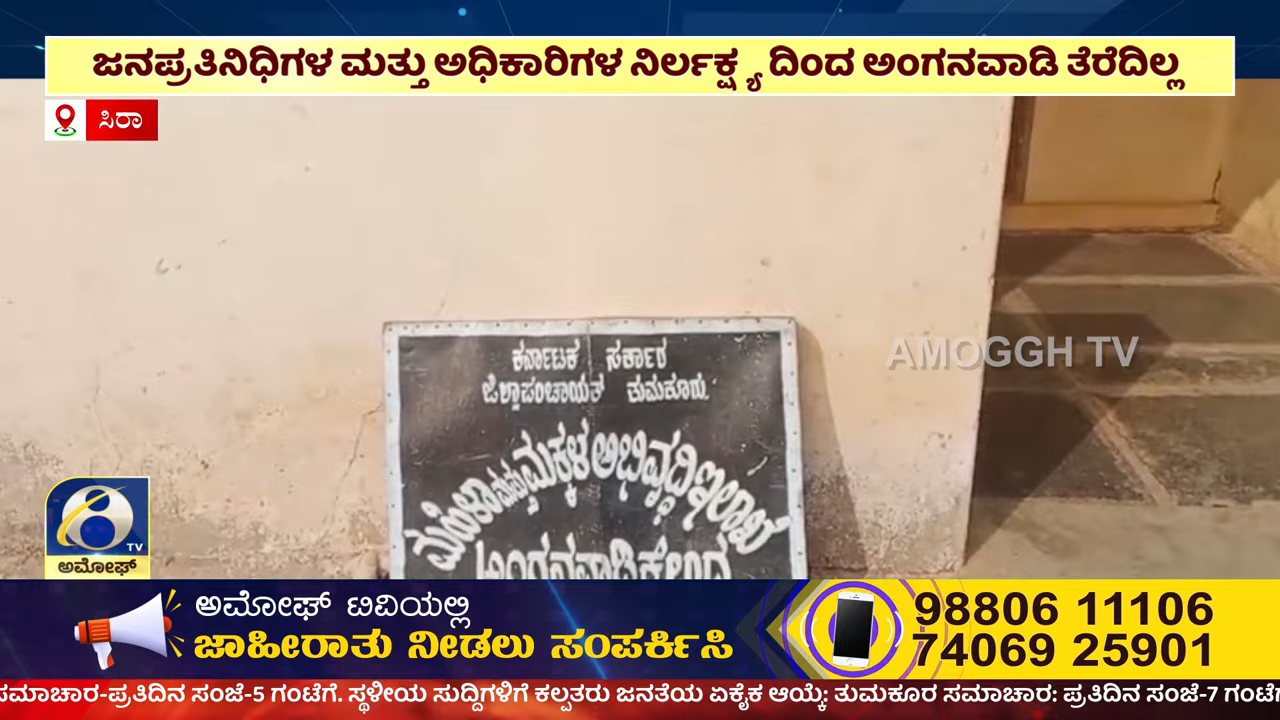 ಜನಪ್ರತಿನಿಧಿಗಳ ಮತ್ತು ಅಧಿಕಾರಿಗಳ ನಿರ್ಲಕ್ಷ್ಯ ದಿಂದ ಅಂಗನವಾಡಿ ತೆರೆದಿಲ್ಲ
ಸಿರಾ
AMOGGH TV
ಕರ್ನಾಟಕ ಸರ್ಕಾರ
ಜಿಲ್ಲಾಪಂಚಾಯತ್ ತುಮಕೂರು.
ಮಹಿಳಾ ಮತ್ತು ಮಕ್ಕಳ ಅಭಿವೃದ್ಧಿ ಇಲಾಖೆ
ಅಂಗನವಾಡಿ ಕೇಂದ್ರ
TV
ಅಮೋಘ್
ಅಮೋಘ್ ಟಿವಿಯಲ್ಲಿ
ಜಾಹೀರಾತು ನೀಡಲು ಸಂಪರ್ಕಿಸಿ
98806 11106
74069 25901
ಸಮಾಚಾರ-ಪ್ರತಿದಿನ ಸಂಜೆ-5 ಗಂಟೆಗೆ. ಸ್ಥಳೀಯ ಸುದ್ದಿಗಳಿಗೆ ಕಲ್ಪತರು ಜನತೆಯ ಏಕೈಕ ಆಯ್ಕೆ: ತುಮಕೂರ ಸಮಾಚಾರ: ಪ್ರತಿದಿನ ಸಂಜೆ-7 ಗಂಟೆಗೆ